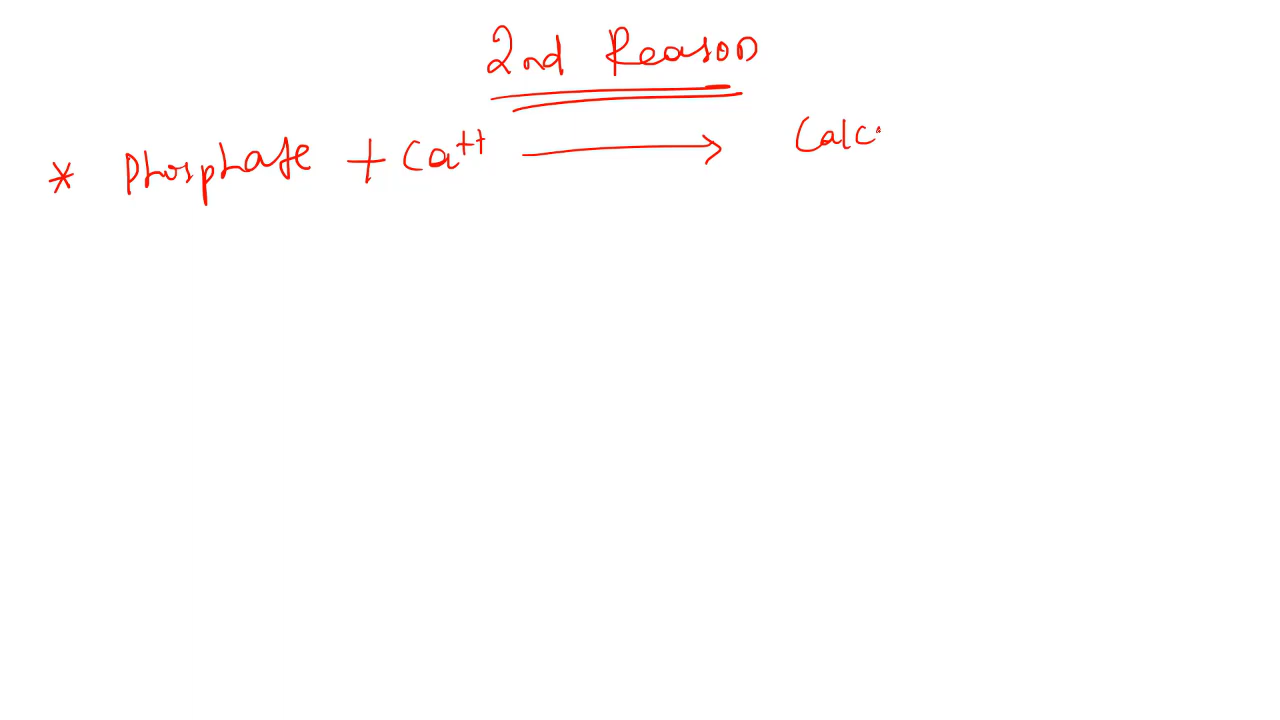 2nd Reason
* Phosphate + Ca++ → Calc